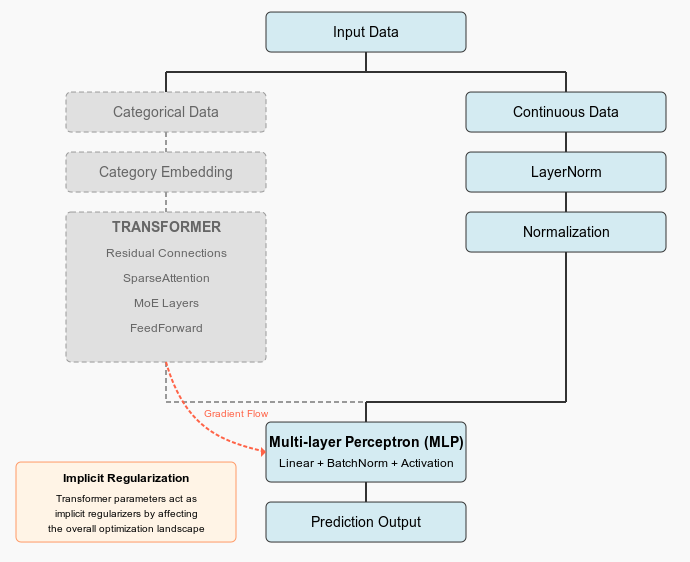 Input Data
Categorical Data
Continuous Data
Category Embedding
LayerNorm
TRANSFORMER
Residual Connections
SparseAttention
MoE Layers
FeedForward
Normalization
Gradient Flow
Multi-layer Perceptron (MLP)
Linear + BatchNorm + Activation
Implicit Regularization
Transformer parameters act as
implicit regularizers by affecting
the overall optimization landscape
Prediction Output